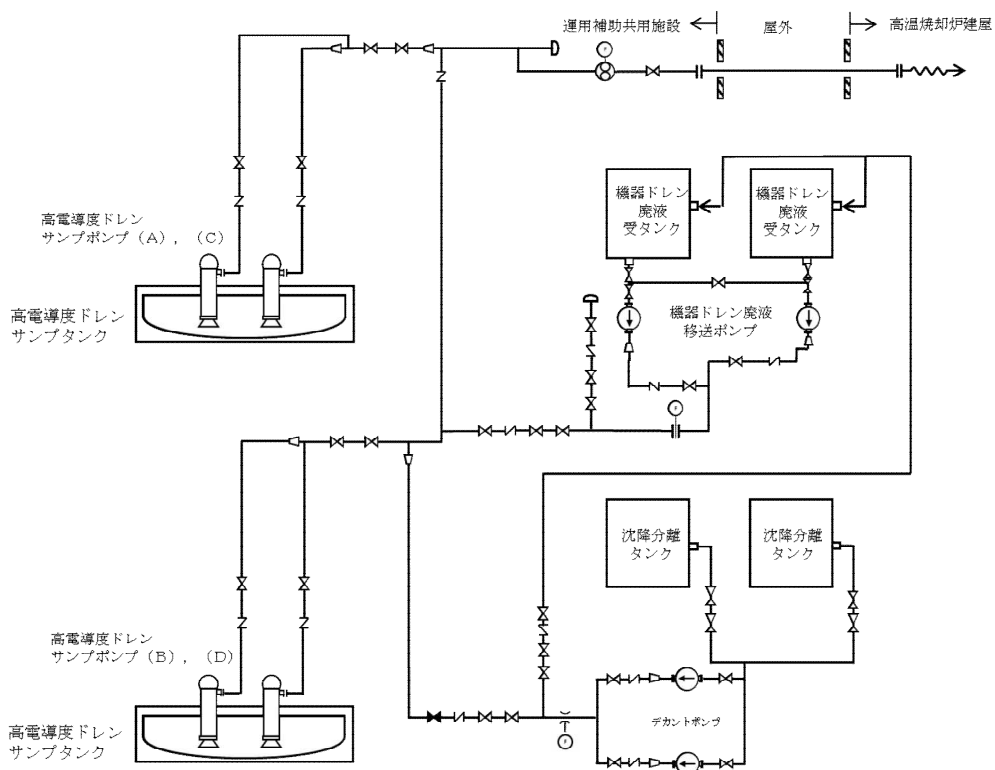 運用補助共用施設
屋外
高温焼却炉建屋
F
高電導度ドレン
サンプポンプ(A),(C)
高電導度ドレン
サンプタンク
機器ドレン
廃液
受タンク
機器ドレン
廃液
受タンク
機器ドレン廃液
移送ポンプ
F
沈降分離
タンク
沈降分離
タンク
高電導度ドレン
サンプポンプ(B),(D)
高電導度ドレン
サンプタンク
デカントポンプ
F